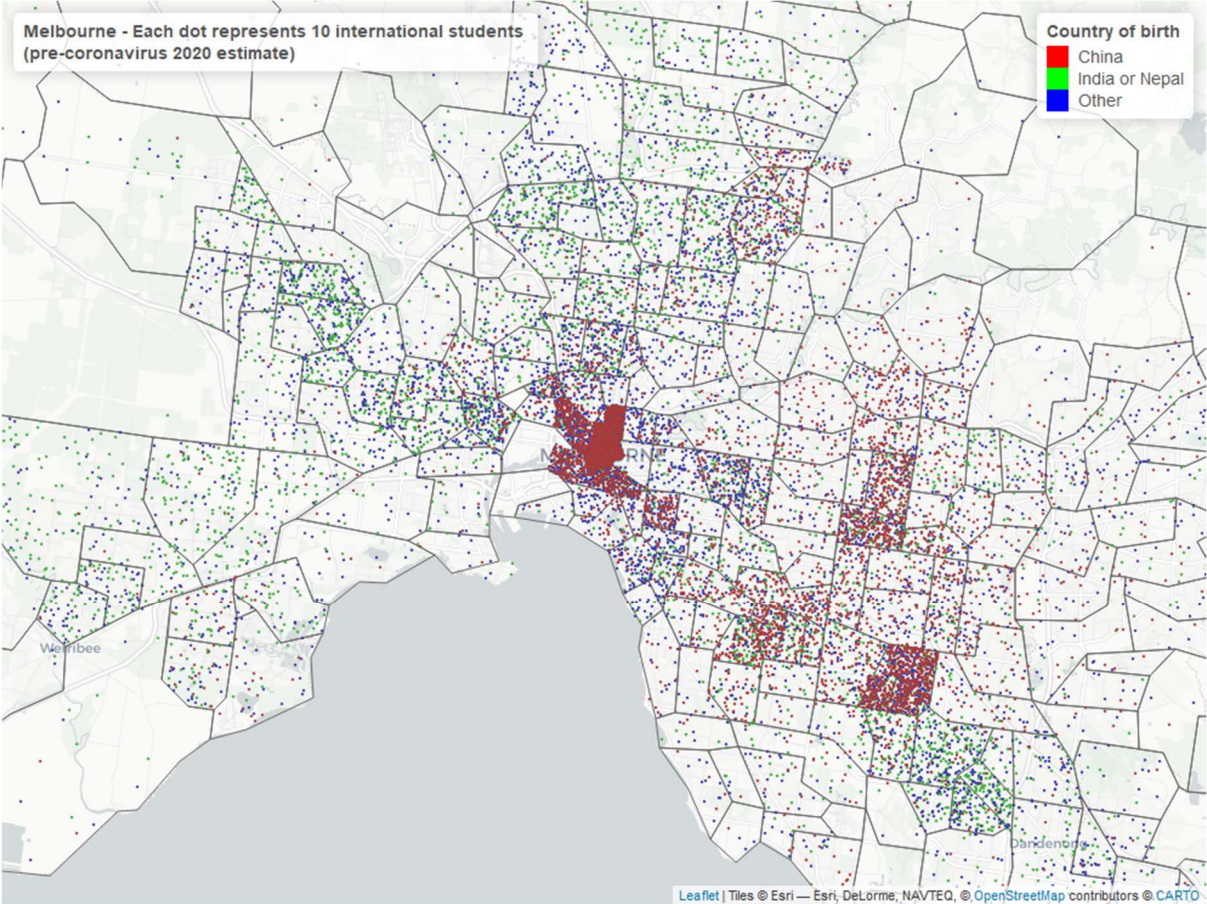 Melbourne - Each dot represents 10 international students
(pre-coronavirus 2020 estimate)
Country of birth
China
India or Nepal
Other
Werribee
Dandenong
Leaflet | Tiles © Esri — Esri, DeLorme, NAVTEQ, © OpenStreetMap contributors © CARTO